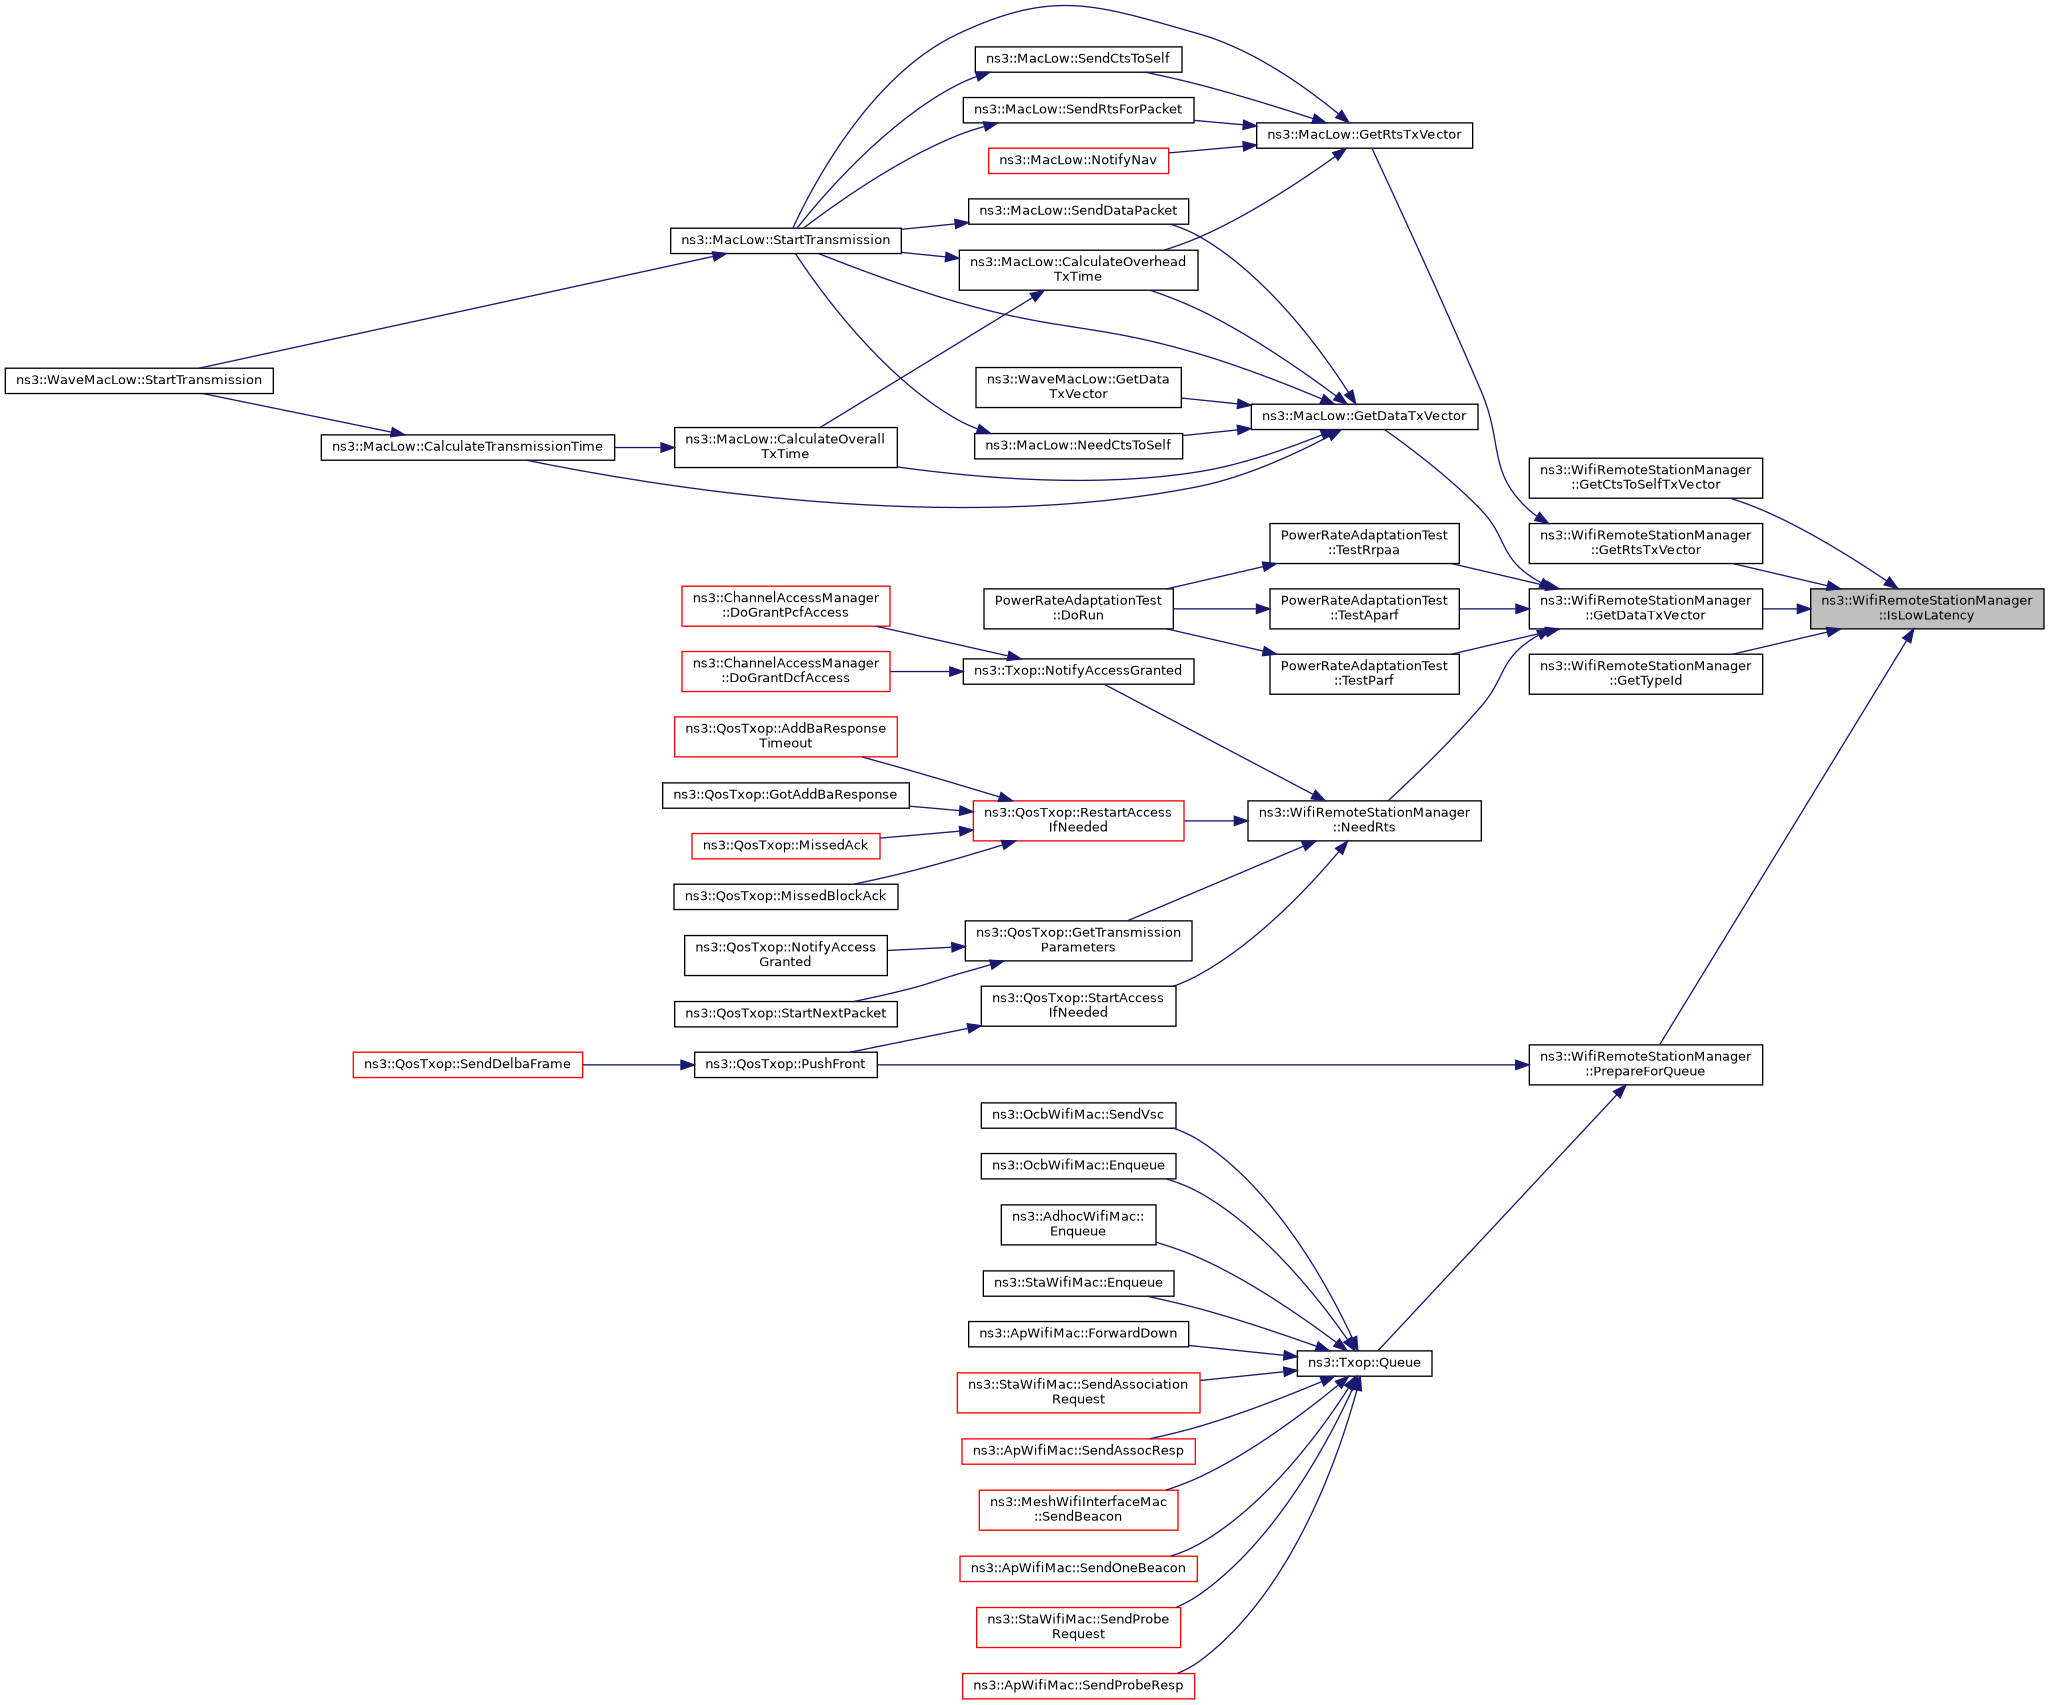 ns3::MacLow::SendCtsToSelf
ns3::MacLow::SendRtsForPacket
ns3::MacLow::GetRtsTxVector
ns3::MacLow::NotifyNav
ns3::MacLow::SendDataPacket
ns3::MacLow::StartTransmission
ns3::MacLow::CalculateOverhead
TxTime
ns3::WaveMacLow::StartTransmission
ns3::WaveMacLow::GetData
TxVector
ns3::MacLow::GetDataTxVector
ns3::MacLow::CalculateTransmissionTime
ns3::MacLow::CalculateOverall
TxTime
ns3::MacLow::NeedCtsToSelf
ns3::WifiRemoteStationManager
::GetCtsToSelfTxVector
PowerRateAdaptationTest
::TestRrpaa
ns3::WifiRemoteStationManager
::GetRtsTxVector
ns3::ChannelAccessManager
::DoGrantPcfAccess
PowerRateAdaptationTest
::DoRun
PowerRateAdaptationTest
::TestAparf
ns3::WifiRemoteStationManager
::GetDataTxVector
ns3::WifiRemoteStationManager
::IsLowLatency
ns3::ChannelAccessManager
::DoGrantDcfAccess
ns3::Txop::NotifyAccessGranted
PowerRateAdaptationTest
::TestParf
ns3::WifiRemoteStationManager
::GetTypeId
ns3::QosTxop::AddBaResponse
Timeout
ns3::QosTxop::GotAddBaResponse
ns3::QosTxop::RestartAccess
IfNeeded
ns3::WifiRemoteStationManager
::NeedRts
ns3::QosTxop::MissedAck
ns3::QosTxop::MissedBlockAck
ns3::QosTxop::NotifyAccess
Granted
ns3::QosTxop::GetTransmission
Parameters
ns3::QosTxop::StartNextPacket
ns3::QosTxop::StartAccess
IfNeeded
ns3::QosTxop::SendDelbaFrame
ns3::QosTxop::PushFront
ns3::WifiRemoteStationManager
::PrepareForQueue
ns3::OcbWifiMac::SendVsc
ns3::OcbWifiMac::Enqueue
ns3::AdhocWifiMac::
Enqueue
ns3::StaWifiMac::Enqueue
ns3::ApWifiMac::ForwardDown
ns3::Txop::Queue
ns3::StaWifiMac::SendAssociation
Request
ns3::ApWifiMac::SendAssocResp
ns3::MeshWifiInterfaceMac
::SendBeacon
ns3::ApWifiMac::SendOneBeacon
ns3::StaWifiMac::SendProbe
Request
ns3::ApWifiMac::SendProbeResp